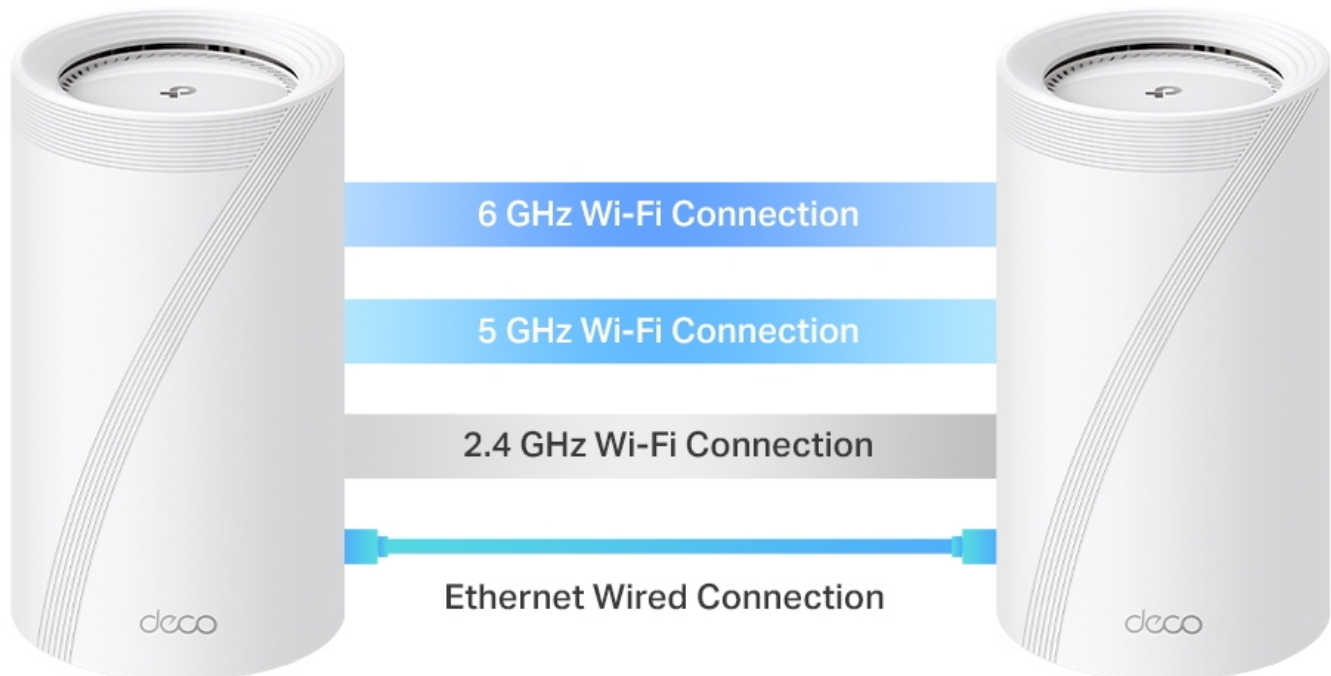 6 GHz Wi-Fi Connection
5 GHz Wi-Fi Connection
2.4 GHz Wi-Fi Connection
Ethernet Wired Connection
deco
deco